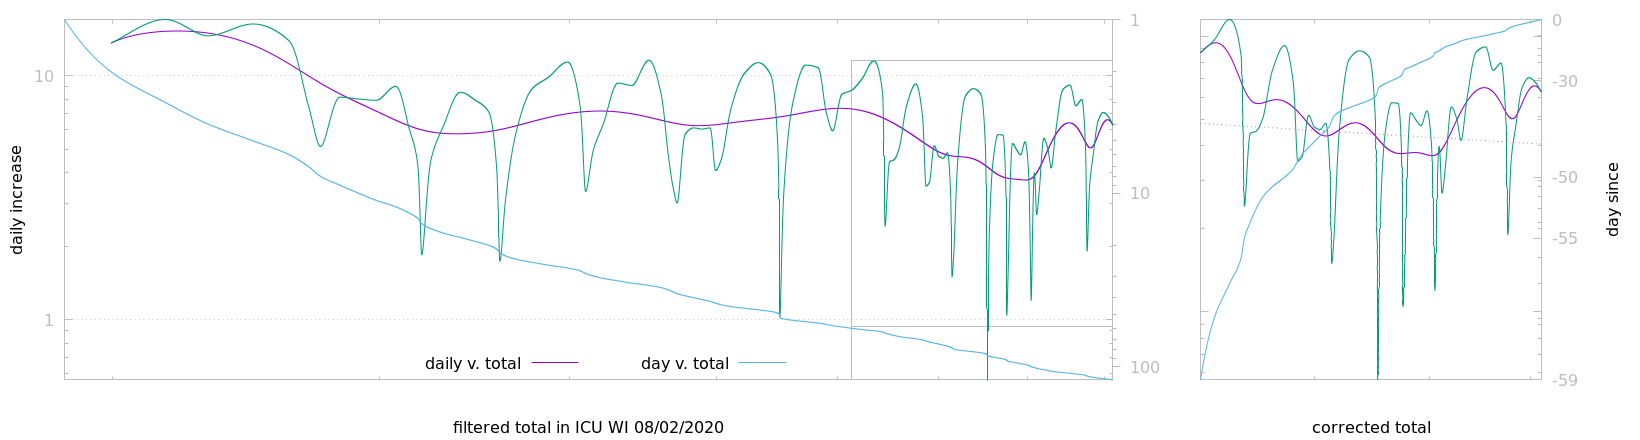 daily increase
10
1
daily v. total
day v. total
1
10
100
filtered total in ICU WI 08/02/2020
0
-30
-50
-55
-59
day since
corrected total